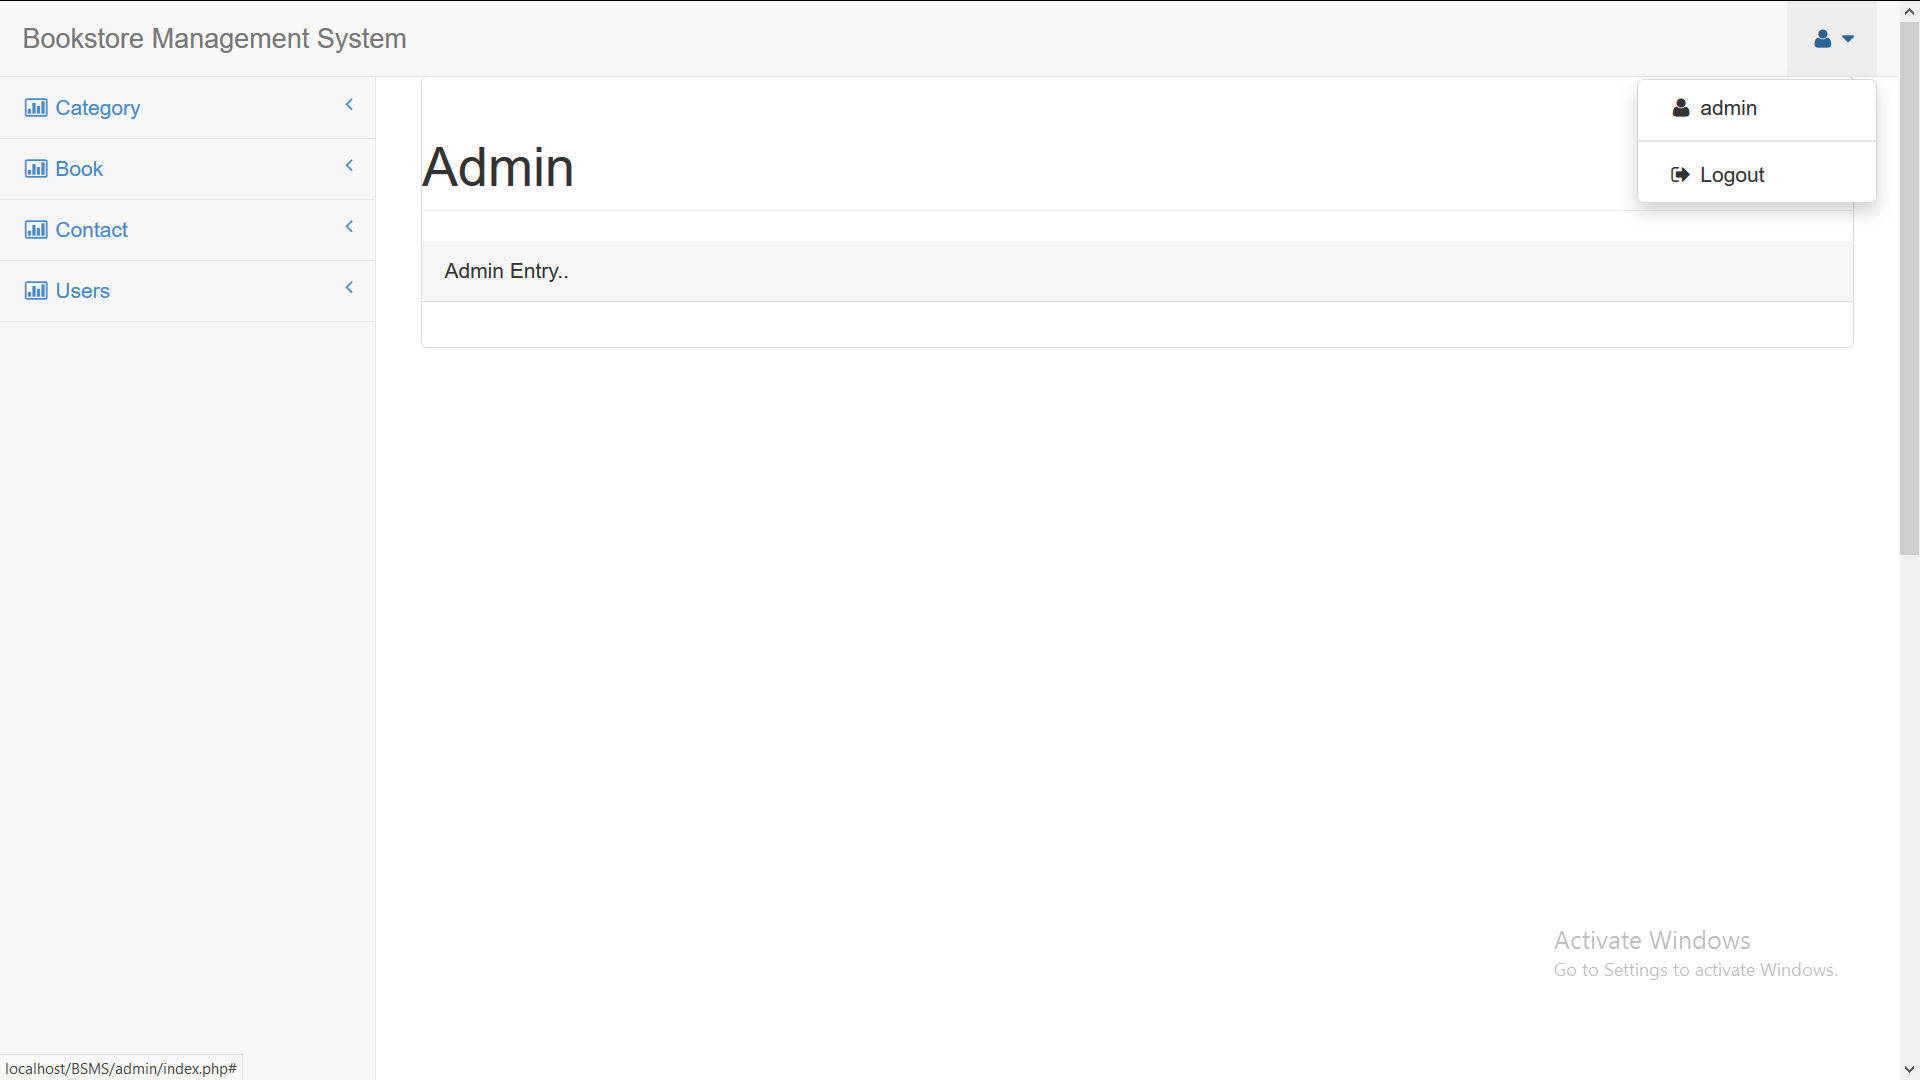 Bookstore Management System
Category
Book
Contact
Users
Admin
Admin Entry..
admin
Logout
Activate Windows
Go to Settings to activate Windows.
localhost/BSMS/admin/index.php#